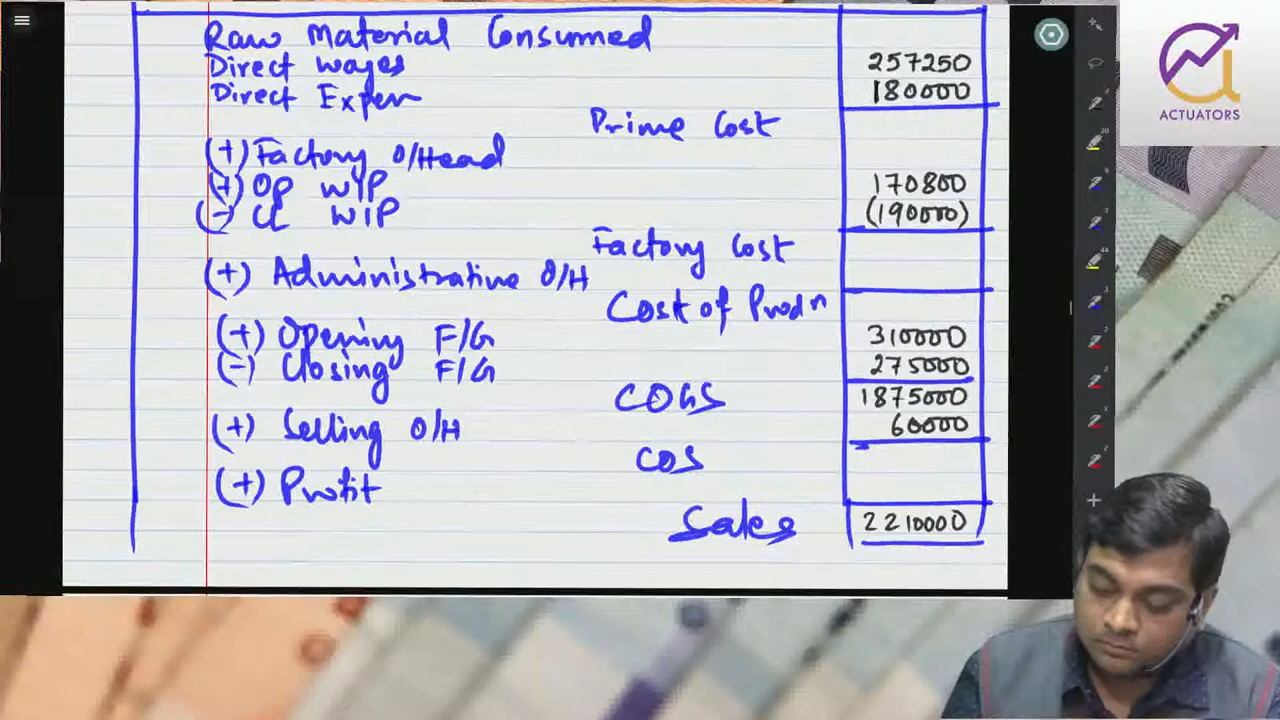 Raw Material Consumed
Direct Wages 257250
Direct Expen 180000
Prime Cost
(+) Factory O/Head
(+) OP WIP 170800
(-) CL WIP (190000)
Factory Cost
(+) Administrative O/H
Cost of Prodn
(+) Opening F/G 310000
(-) Closing F/G 275000
COGS 1875000
(+) Selling O/H 60000
COS
(+) Profit
Sales 2210000
ACTUATORS